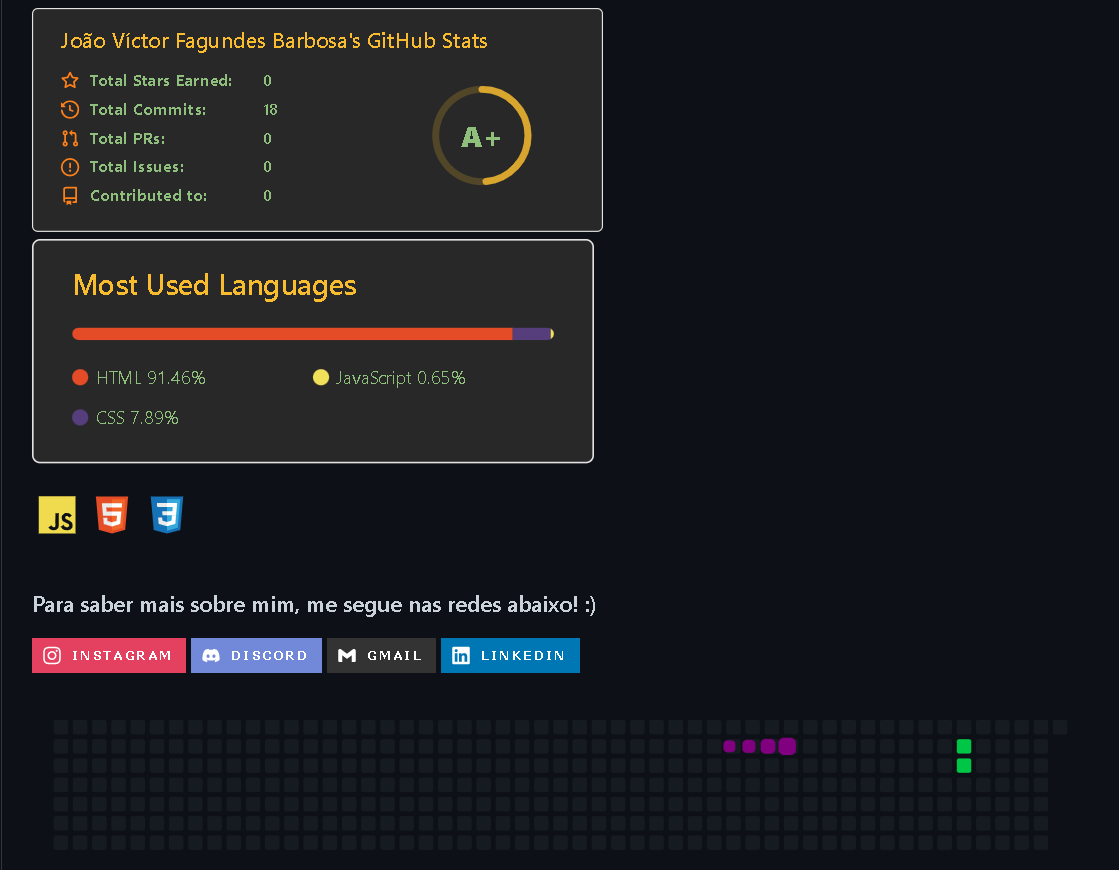 João Víctor Fagundes Barbosa's GitHub Stats
Total Stars Earned: 0
Total Commits: 18
Total PRs: 0
Total Issues: 0
Contributed to: 0
A+
Most Used Languages
HTML 91.46%
JavaScript 0.65%
CSS 7.89%
JS 5 3
Para saber mais sobre mim, me segue nas redes abaixo! :)
INSTAGRAM DISCORD GMAIL LINKEDIN